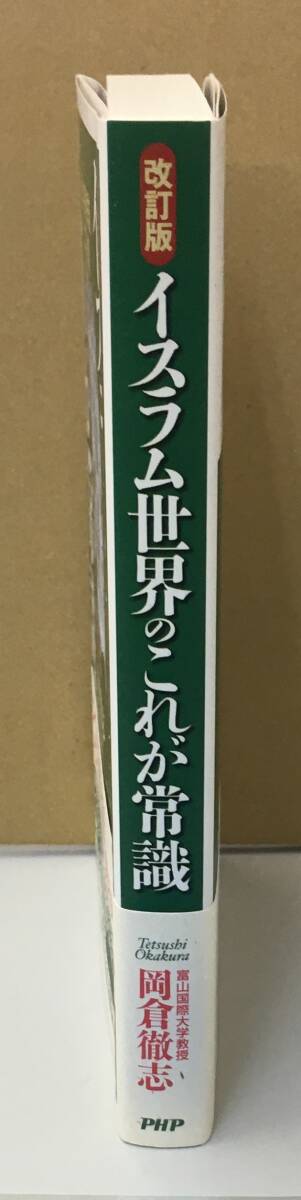 改訂版
イスラム世界のこれが常識
Tetsushi
Okakura
富山国際大学教授
岡倉徹志
PHP